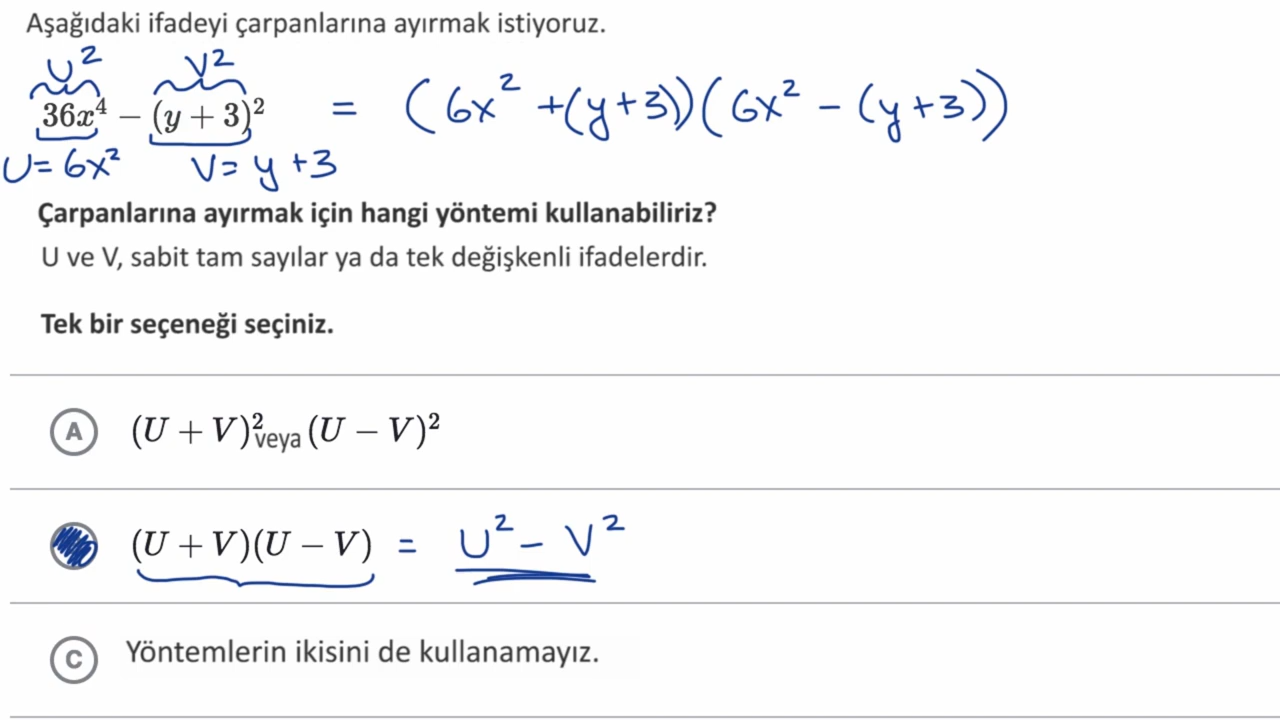 Aşağıdaki ifadeyi çarpanlarına ayırmak istiyoruz.
U² V²
36x⁴ − (y + 3)² = (6x² + (y+3))(6x² − (y+3))
U = 6x² V = y + 3
Çarpanlarına ayırmak için hangi yöntemi kullanabiliriz?
U ve V, sabit tam sayılar ya da tek değişkenli ifadelerdir.
Tek bir seçeneği seçiniz.
A (U + V)² veya (U − V)²
(U + V)(U − V) = U² − V²
C Yöntemlerin ikisini de kullanamayız.